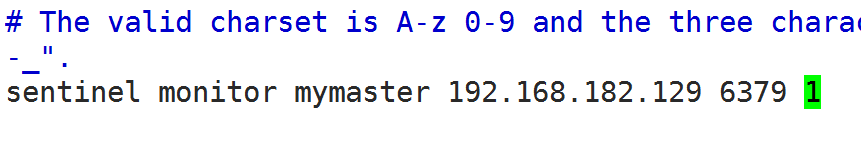 # The valid charset is A-z 0-9 and the three charac
-_".
sentinel monitor mymaster 192.168.182.129 6379 1